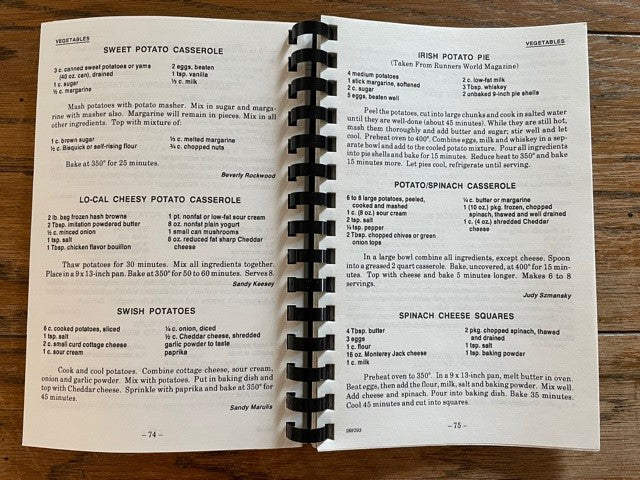 VEGETABLES
SWEET POTATO CASSEROLE
3 c. canned sweet potatoes or yams
(40 oz. can), drained
1 c. sugar
½ c. margarine
2 eggs, beaten
1 tsp. vanilla
½ c. milk
Mash potatoes with potato masher. Mix in sugar and marga-
rine with masher also. Margarine will remain in pieces. Mix in all
other ingredients. Top with mixture of:
1 c. brown sugar
½ c. Bisquick or self-rising flour
½ c. melted margarine
¾ c. chopped nuts
Bake at 350° for 25 minutes.
Beverly Rockwood
LO-CAL CHEESY POTATO CASSEROLE
2 lb. bag frozen hash browns
2 Tbsp. imitation powdered butter
½ c. minced onion
1 tsp. salt
1 Tbsp. chicken flavor bouillon
1 pt. nonfat or low-fat sour cream
8 oz. nonfat plain yogurt
1 small can mushrooms
8 oz. reduced fat sharp Cheddar
cheese
Thaw potatoes for 30 minutes. Mix all ingredients together.
Place in a 9 x 13-inch pan. Bake at 350° for 50 to 60 minutes. Serves 8.
Sandy Keesey
SWISH POTATOES
6 c. cooked potatoes, sliced
1 tsp. salt
2 c. small curd cottage cheese
1 c. sour cream
¼ c. onion, diced
½ c. Cheddar cheese, shredded
garlic powder to taste
paprika
Cook and cool potatoes. Combine cottage cheese, sour cream,
onion and garlic powder. Mix with potatoes. Put in baking dish and
top with Cheddar cheese. Sprinkle with paprika and bake at 350° for
45 minutes.
Sandy Marulis
– 74 –
VEGETABLES
IRISH POTATO PIE
(Taken From Runners World Magazine)
4 medium potatoes
1 stick margarine, softened
2 c. sugar
5 eggs, beaten well
2 c. low-fat milk
3 Tbsp. whiskey
2 unbaked 9-inch pie shells
Peel the potatoes, cut into large chunks and cook in salted water
until they are well-done (about 45 minutes). While they are still hot,
mash them thoroughly and add butter and sugar; stir well and let
cool. Preheat oven to 400°. Combine eggs, milk and whiskey in a sep-
arate bowl and add to the cooled potato mixture. Pour all ingredients
into pie shells and bake for 15 minutes. Reduce heat to 350° and bake
15 minutes more. Let pies cool, refrigerate until serving.
POTATO/SPINACH CASSEROLE
6 to 8 large potatoes, peeled,
cooked and mashed
1 c. (8 oz.) sour cream
2 tsp. salt
¼ tsp. pepper
2 Tbsp. chopped chives or green
onion tops
¼ c. butter or margarine
1 (10 oz.) pkg. frozen, chopped
spinach, thawed and well drained
1 c. (4 oz.) shredded Cheddar
cheese
In a large bowl combine all ingredients, except cheese. Spoon
into a greased 2 quart casserole. Bake, uncovered, at 400° for 15 min-
utes. Top with cheese and bake 5 minutes longer. Makes 6 to 8
servings.
Judy Szmansky
SPINACH CHEESE SQUARES
4 Tbsp. butter
3 eggs
1 c. flour
16 oz. Monterey Jack cheese
1 c. milk
2 pkg. chopped spinach, thawed
and drained
1 tsp. salt
1 tsp. baking powder
Preheat oven to 350°. In a 9 x 13-inch pan, melt butter in oven.
Beat eggs, then add the flour, milk, salt and baking powder. Mix well.
Add cheese and spinach. Pour into baking dish. Bake 35 minutes.
Cool 45 minutes and cut into squares.
– 75 –